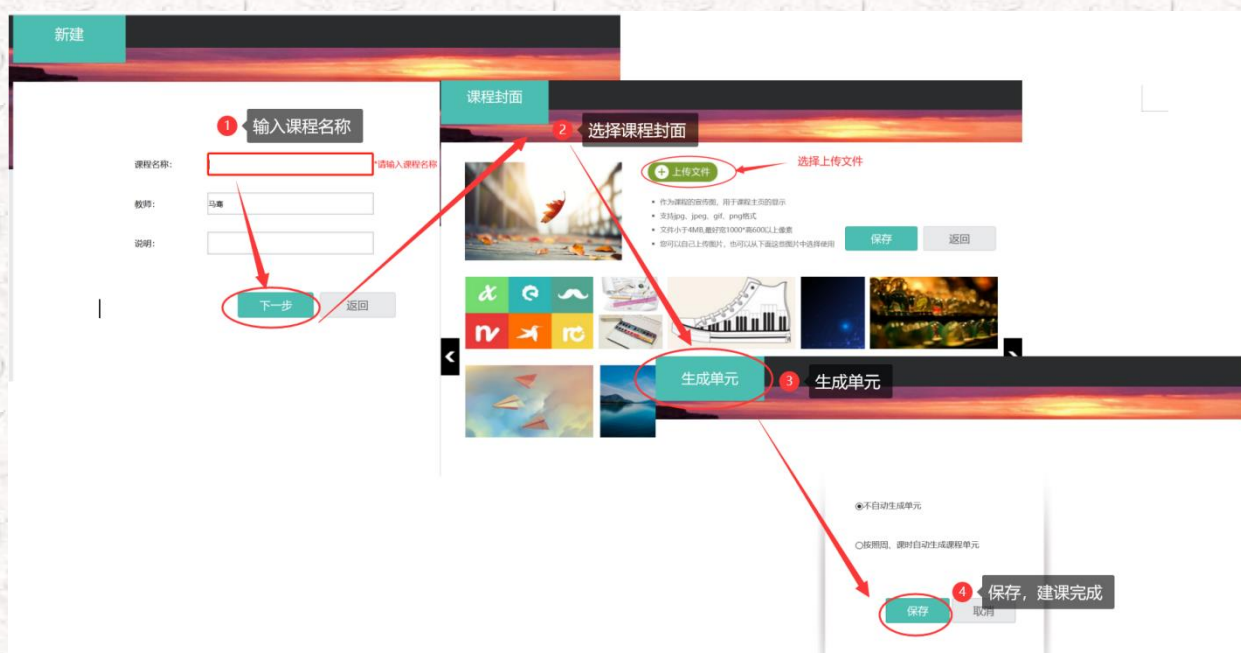 新建
1 输入课程名称
课程名称:
*请输入课程名称
教师:
说明:
下一步
返回
课程封面
2 选择课程封面
上传文件
选择上传文件
作为课程的宣传图，用于课程主页的显示
支持jpg、jpeg、gif、png格式
文件小于4MB,最好宽1000*高600以上像素
您可以自己上传图片，也可以从下面这些图片中选择使用
保存
返回
生成单元
3 生成单元
不自动生成单元
按照周、课时自动生成课程单元
4 保存，建课完成
保存
取消